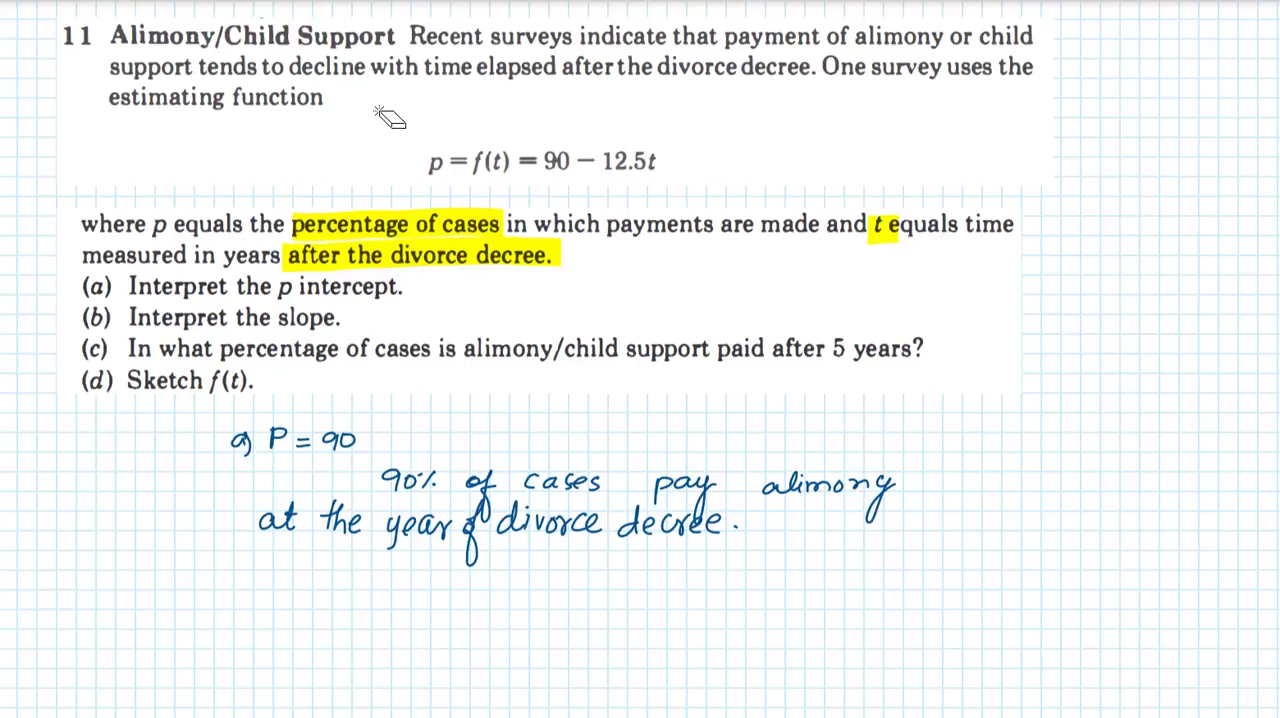 11 Alimony/Child Support Recent surveys indicate that payment of alimony or child
support tends to decline with time elapsed after the divorce decree. One survey uses the
estimating function
p = f(t) = 90 − 12.5t
where p equals the percentage of cases in which payments are made and t equals time
measured in years after the divorce decree.
(a) Interpret the p intercept.
(b) Interpret the slope.
(c) In what percentage of cases is alimony/child support paid after 5 years?
(d) Sketch f(t).
a) P = 90
90% of cases pay alimony
at the year of divorce decree.